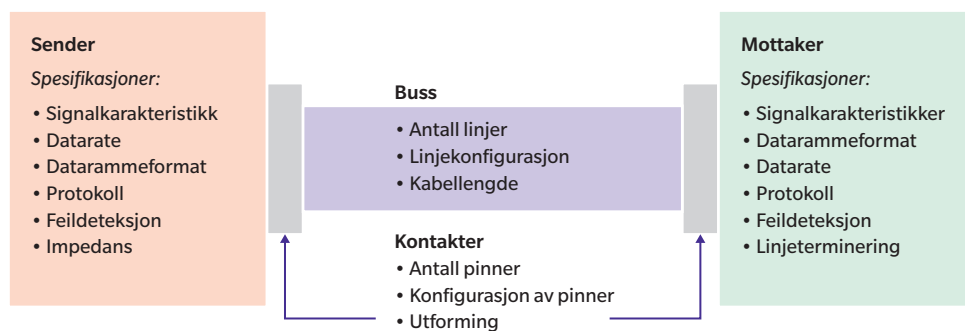 Sender
Spesifikasjoner:
• Signalkarakteristikk
• Datarate
• Datarammeformat
• Protokoll
• Feildeteksjon
• Impedans
Buss
• Antall linjer
• Linjekonfigurasjon
• Kabellengde
Kontakter
• Antall pinner
• Konfigurasjon av pinner
• Utforming
Mottaker
Spesifikasjoner:
• Signalkarakteristikker
• Datarammeformat
• Datarate
• Protokoll
• Feildeteksjon
• Linjeterminering